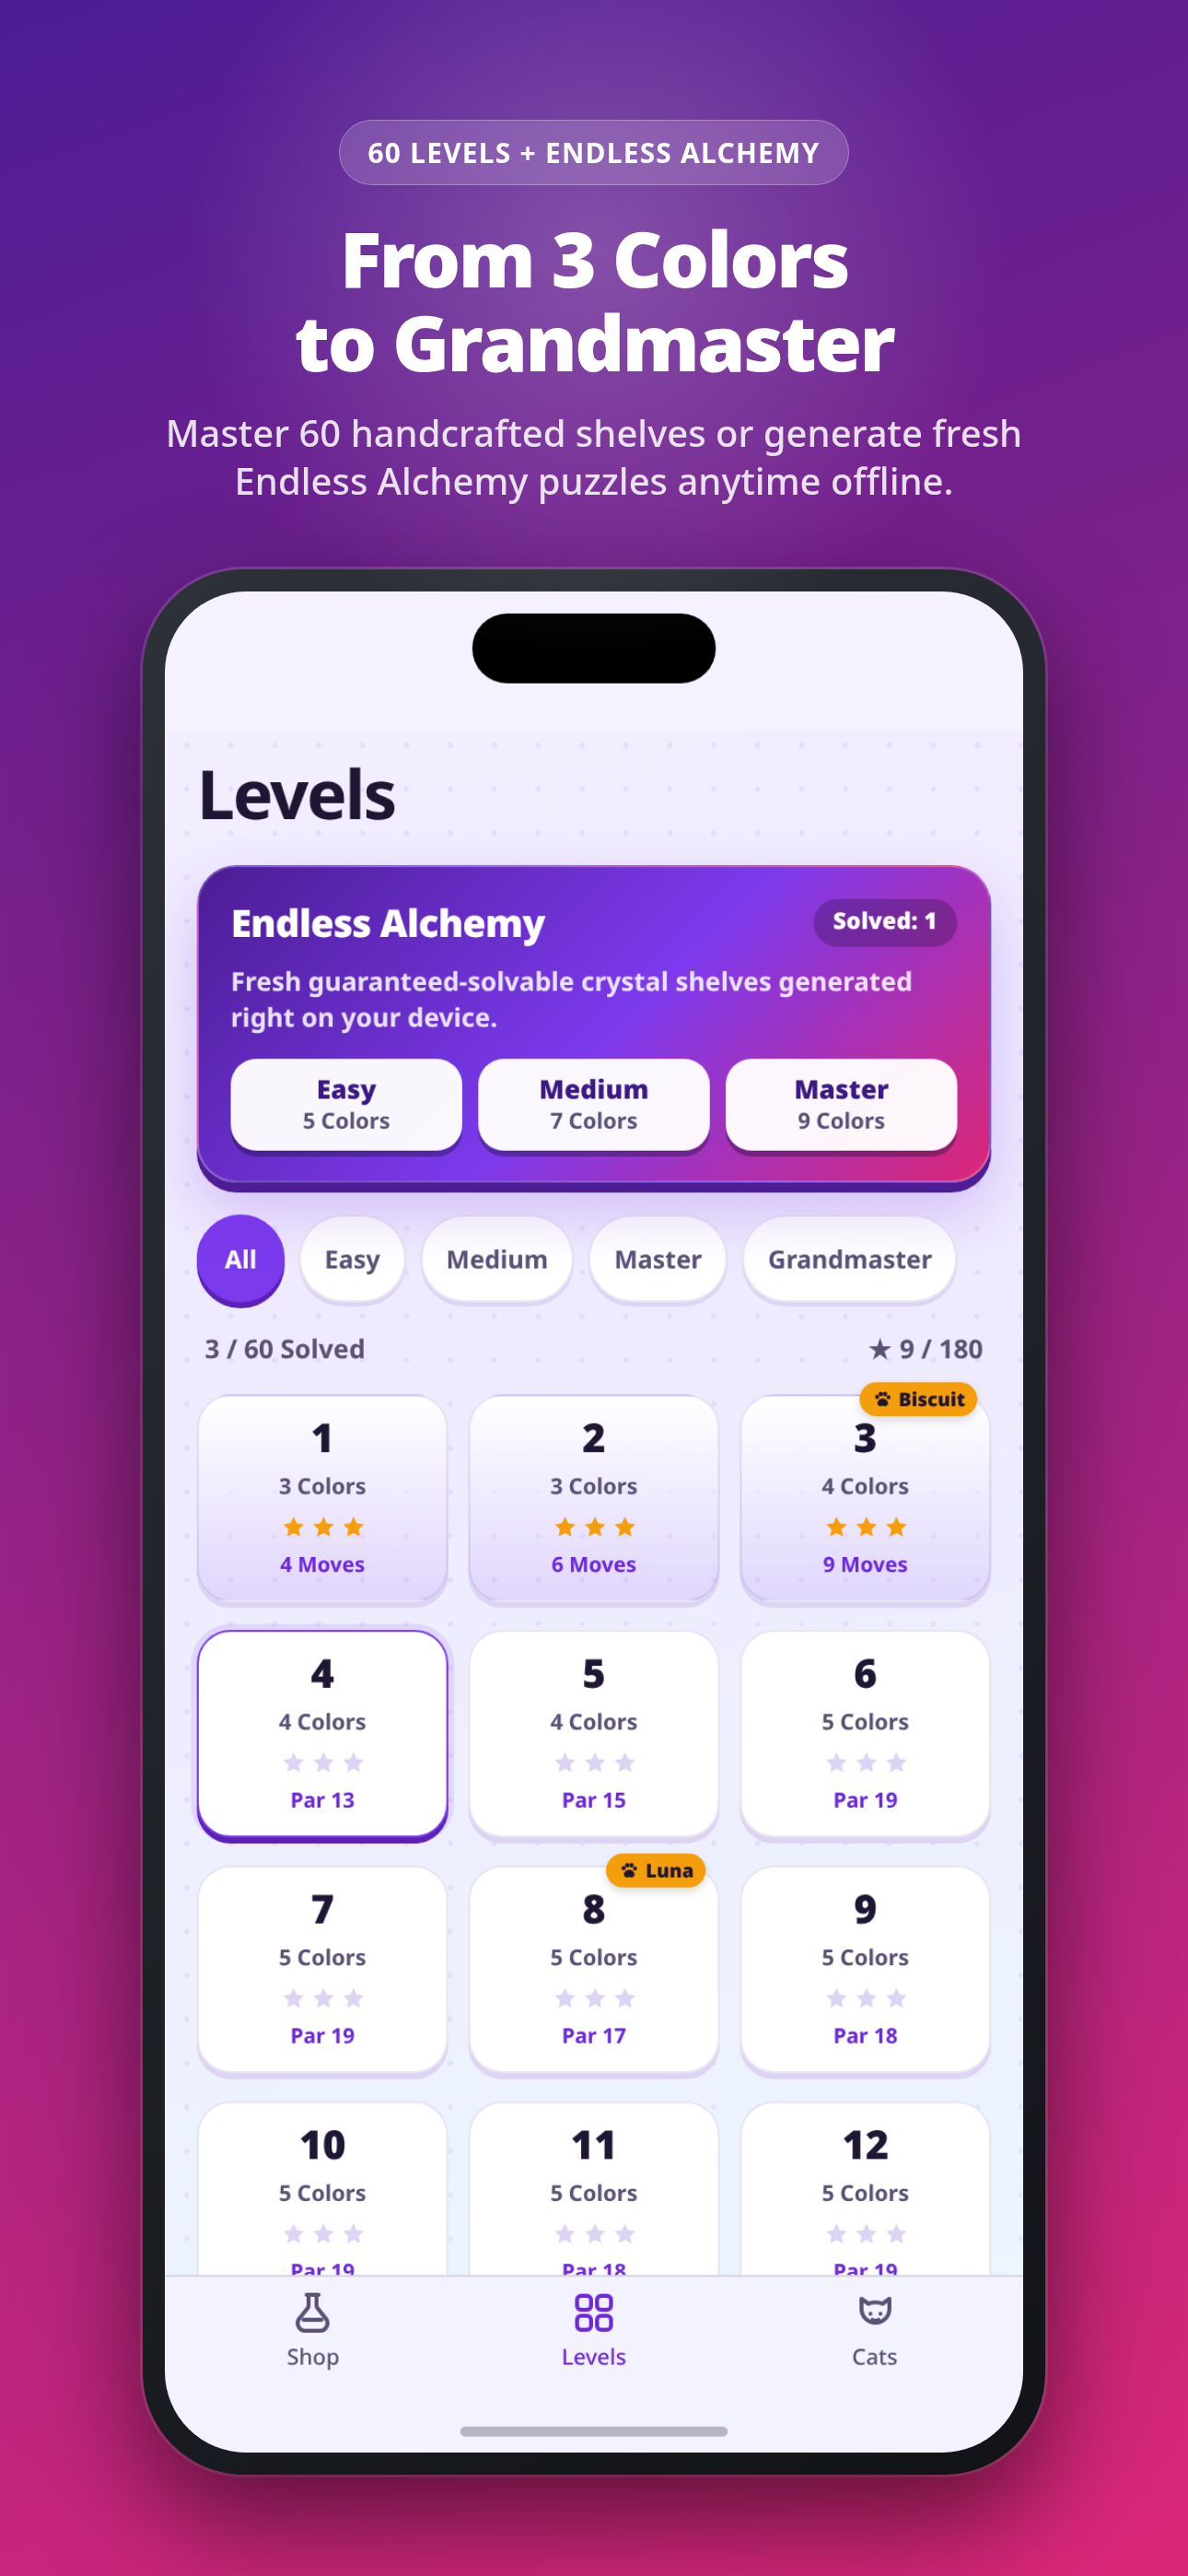 60 LEVELS + ENDLESS ALCHEMY
From 3 Colors
to Grandmaster
Master 60 handcrafted shelves or generate fresh
Endless Alchemy puzzles anytime offline.
Levels
Endless Alchemy
Solved: 1
Fresh guaranteed-solvable crystal shelves generated
right on your device.
Easy
5 Colors
Medium
7 Colors
Master
9 Colors
All
Easy
Medium
Master
Grandmaster
3 / 60 Solved
★ 9 / 180
1
3 Colors
4 Moves
2
3 Colors
6 Moves
Biscuit
3
4 Colors
9 Moves
4
4 Colors
Par 13
5
4 Colors
Par 15
6
5 Colors
Par 19
7
5 Colors
Par 19
Luna
8
5 Colors
Par 17
9
5 Colors
Par 18
10
5 Colors
Par 19
11
5 Colors
Par 18
12
5 Colors
Par 19
Shop
Levels
Cats